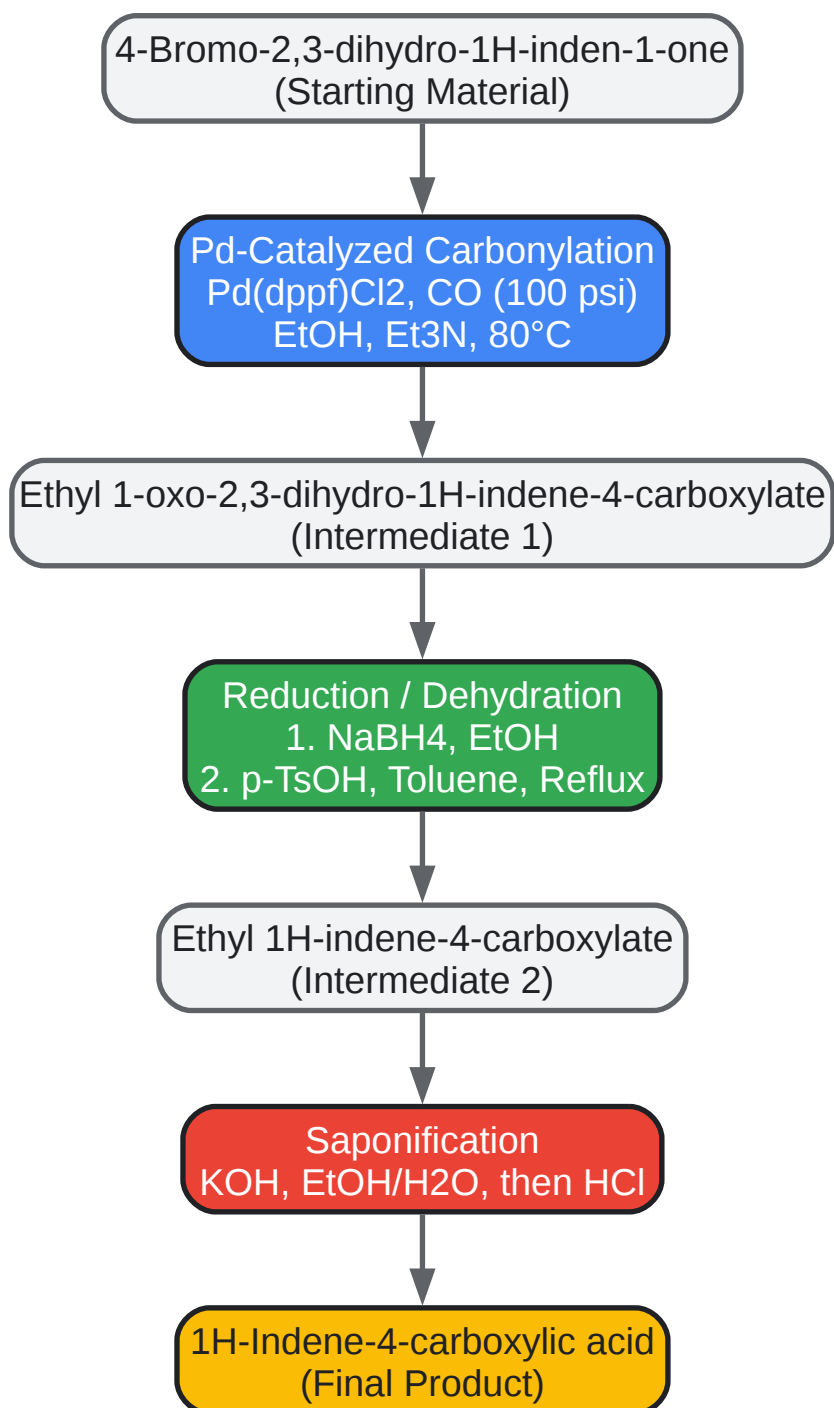 4-Bromo-2,3-dihydro-1H-inden-1-one
(Starting Material)
Pd-Catalyzed Carbonylation
Pd(dppf)Cl2, CO (100 psi)
EtOH, Et3N, 80°C
Ethyl 1-oxo-2,3-dihydro-1H-indene-4-carboxylate
(Intermediate 1)
Reduction / Dehydration
1. NaBH4, EtOH
2. p-TsOH, Toluene, Reflux
Ethyl 1H-indene-4-carboxylate
(Intermediate 2)
Saponification
KOH, EtOH/H2O, then HCl
1H-Indene-4-carboxylic acid
(Final Product)